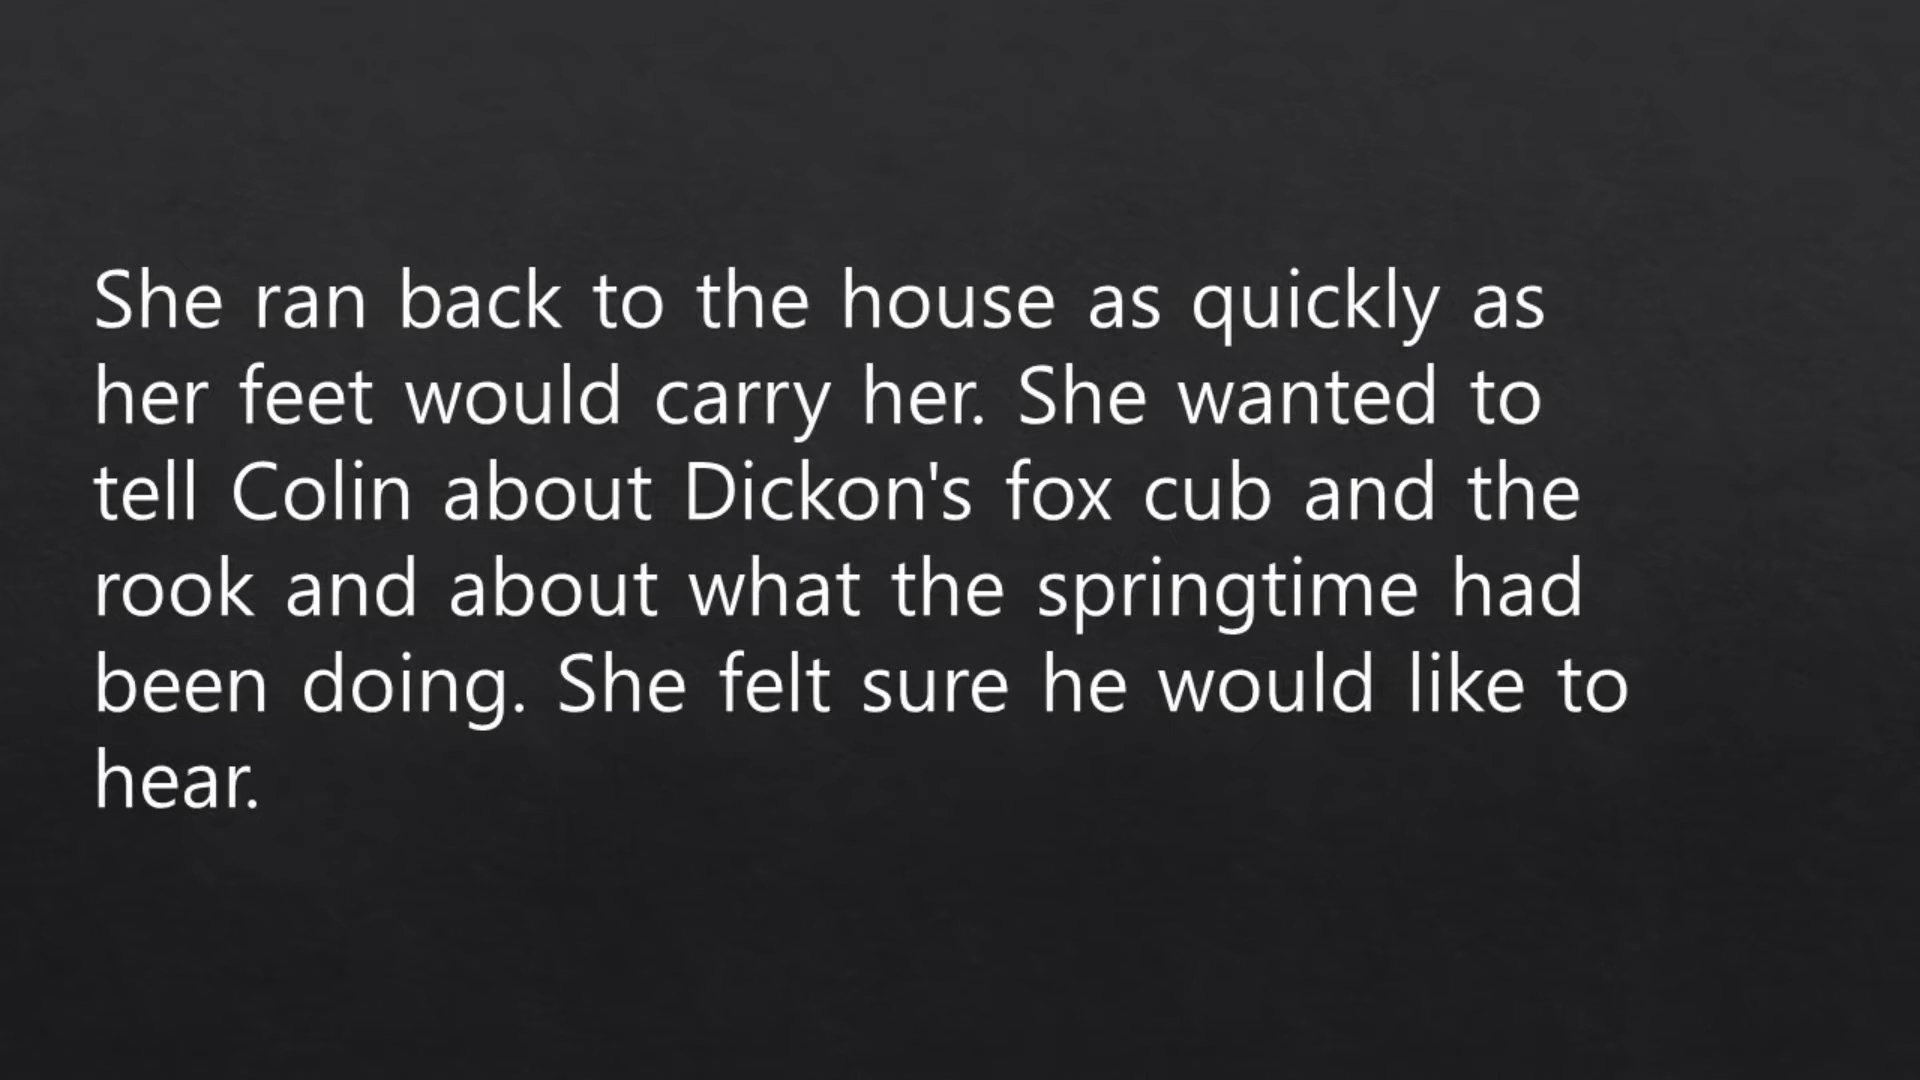 She ran back to the house as quickly as
her feet would carry her. She wanted to
tell Colin about Dickon's fox cub and the
rook and about what the springtime had
been doing. She felt sure he would like to
hear.